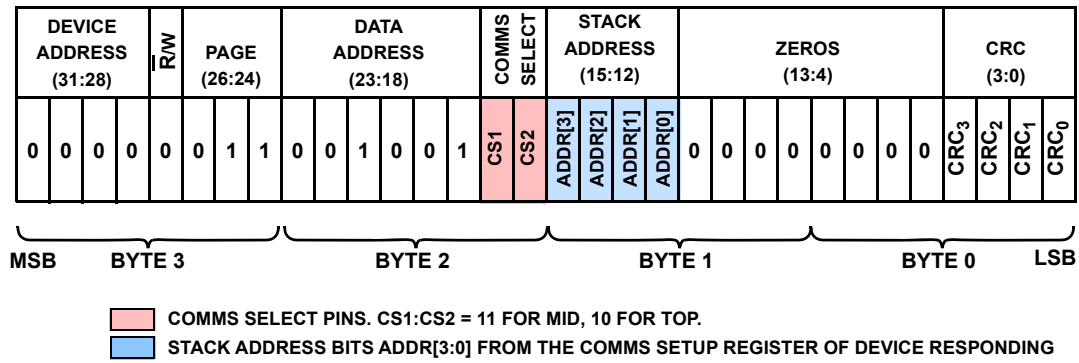 DEVICE ADDRESS (31:28) R/W PAGE (26:24) DATA ADDRESS (23:18) COMMS SELECT STACK ADDRESS (15:12) ZEROS (13:4) CRC (3:0)
0 0 0 0 0 0 1 1 0 0 1 0 0 1 CS1 CS2 ADDR[3] ADDR[2] ADDR[1] ADDR[0] 0 0 0 0 0 0 0 0 CRC3 CRC2 CRC1 CRC0
MSB BYTE 3 BYTE 2 BYTE 1 BYTE 0 LSB
COMMS SELECT PINS. CS1:CS2 = 11 FOR MID, 10 FOR TOP.
STACK ADDRESS BITS ADDR[3:0] FROM THE COMMS SETUP REGISTER OF DEVICE RESPONDING